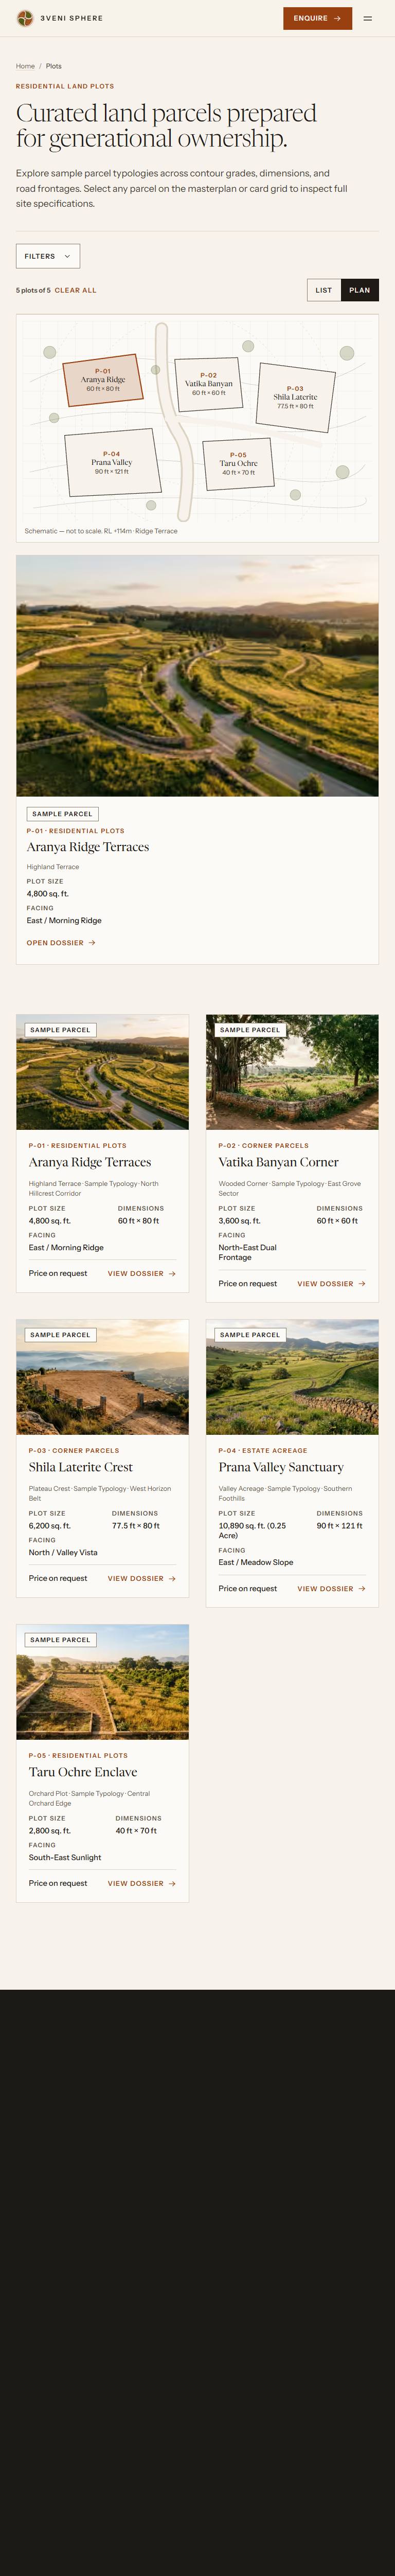 3VENI SPHERE
ENQUIRE →
Home / Plots
RESIDENTIAL LAND PLOTS
Curated land parcels prepared
for generational ownership.
Explore sample parcel typologies across contour grades, dimensions, and
road frontages. Select any parcel on the masterplan or card grid to inspect full
site specifications.
FILTERS
5 plots of 5 CLEAR ALL
LIST PLAN
P-01
Aranya Ridge
60 ft × 80 ft
P-02
Vatika Banyan
60 ft × 60 ft
P-03
Shila Laterite
77.5 ft × 80 ft
P-04
Prana Valley
90 ft × 121 ft
P-05
Taru Ochre
40 ft × 70 ft
Schematic — not to scale. RL +114m · Ridge Terrace
SAMPLE PARCEL
P-01 · RESIDENTIAL PLOTS
Aranya Ridge Terraces
Highland Terrace
PLOT SIZE
4,800 sq. ft.
FACING
East / Morning Ridge
OPEN DOSSIER →
SAMPLE PARCEL
P-01 · RESIDENTIAL PLOTS
Aranya Ridge Terraces
Highland Terrace · Sample Typology · North
Hillcrest Corridor
PLOT SIZE DIMENSIONS
4,800 sq. ft. 60 ft × 80 ft
FACING
East / Morning Ridge
Price on request VIEW DOSSIER →
SAMPLE PARCEL
P-02 · CORNER PARCELS
Vatika Banyan Corner
Wooded Corner · Sample Typology · East Grove
Sector
PLOT SIZE DIMENSIONS
3,600 sq. ft. 60 ft × 60 ft
FACING
North-East Dual
Frontage
Price on request VIEW DOSSIER →
SAMPLE PARCEL
P-03 · CORNER PARCELS
Shila Laterite Crest
Plateau Crest · Sample Typology · West Horizon
Belt
PLOT SIZE DIMENSIONS
6,200 sq. ft. 77.5 ft × 80 ft
FACING
North / Valley Vista
Price on request VIEW DOSSIER →
SAMPLE PARCEL
P-04 · ESTATE ACREAGE
Prana Valley Sanctuary
Valley Acreage · Sample Typology · Southern
Foothills
PLOT SIZE DIMENSIONS
10,890 sq. ft. (0.25 90 ft × 121 ft
Acre)
FACING
East / Meadow Slope
Price on request VIEW DOSSIER →
SAMPLE PARCEL
P-05 · RESIDENTIAL PLOTS
Taru Ochre Enclave
Orchard Plot · Sample Typology · Central
Orchard Edge
PLOT SIZE DIMENSIONS
2,800 sq. ft. 40 ft × 70 ft
FACING
South-East Sunlight
Price on request VIEW DOSSIER →